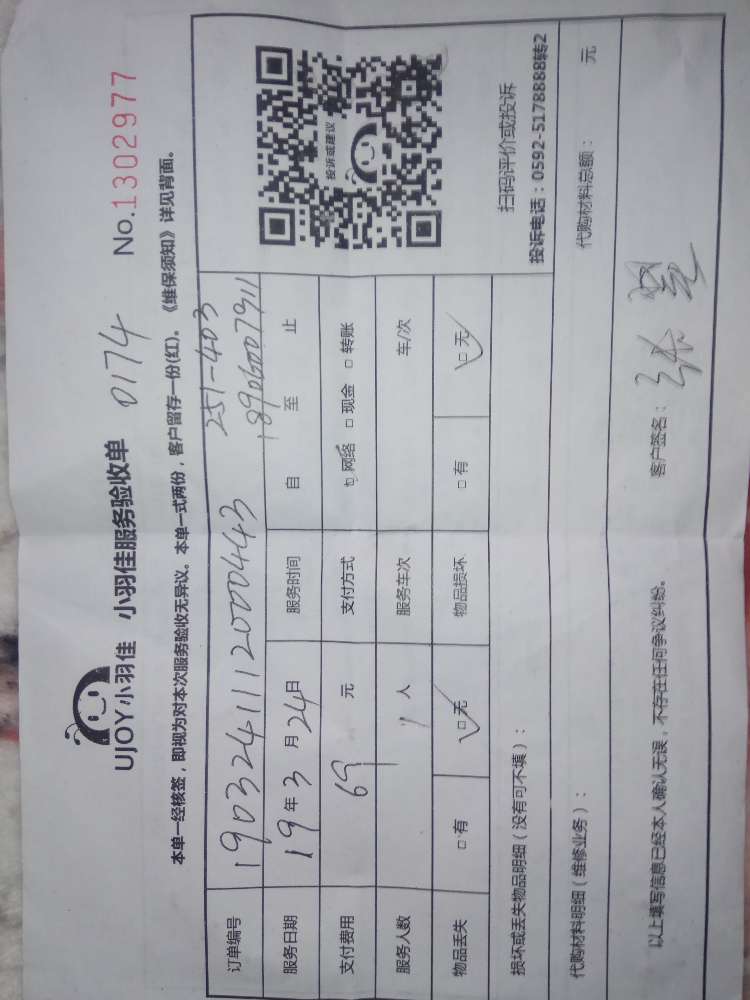 UJOY小羽佳 小羽佳服务验收单 0174 No.1302977
本单一经核签，即视为对本次服务验收无异议。本单一式两份，客户留存一份(红)。《维保须知》详见背面。
订单编号 190324111200044​3 251-403
18906007911
服务日期 19年3月24日 服务时间 自 至 止
支付费用 69 元 支付方式 网络 □ 现金 □ 转账
服务人数 1 人 服务车次 车/次
物品丢失 □ 有 □ 无 物品损坏 □ 有 □ 无
投诉或建议
扫码评价或投诉
投诉电话：0592-5178888转2
损坏或丢失物品明细（没有可不填）：
代购材料明细（维修业务）： 代购材料总额： 元
以上填写信息已经本人确认无误，不存在任何争议纠纷。 客户签名：